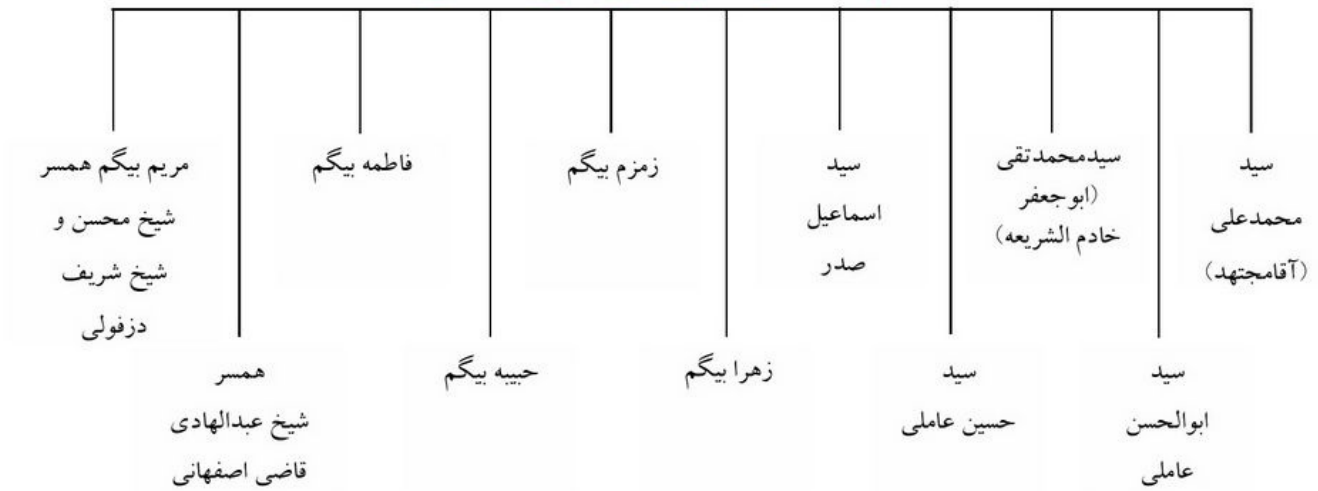 سید
محمدعلی
(آقامجتهد)
سید
ابوالحسن
عاملی
سیدمحمدتقی
(ابوجعفر
خادم الشریعه)
سید
حسین عاملی
سید
اسماعیل
صدر
زهرا بیگم
زمزم بیگم
حبیبه بیگم
فاطمه بیگم
همسر
شیخ عبدالهادی
قاضی اصفهانی
مریم بیگم همسر
شیخ محسن و
شیخ شریف
دزفولی